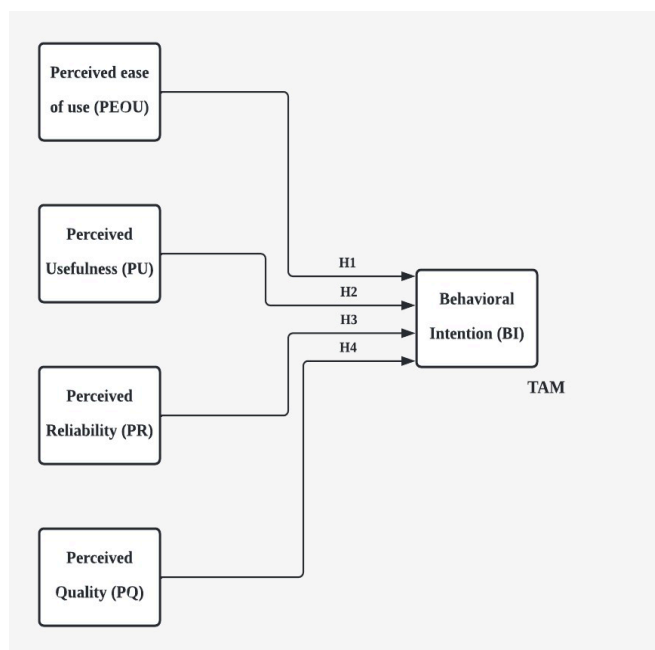 Perceived ease
of use (PEOU)
Perceived
Usefulness (PU)
H1
H2
H3
H4
Behavioral
Intention (BI)
TAM
Perceived
Reliability (PR)
Perceived
Quality (PQ)